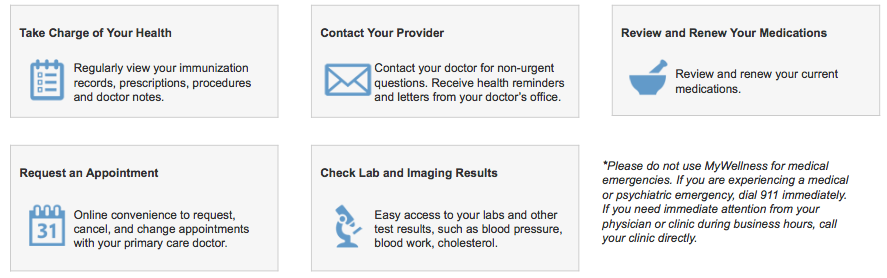 Take Charge of Your Health
Regularly view your immunization
records, prescriptions, procedures
and doctor notes.
Contact Your Provider
Contact your doctor for non-urgent
questions. Receive health reminders
and letters from your doctor's office.
Review and Renew Your Medications
Review and renew your current
medications.
Request an Appointment
31
Online convenience to request,
cancel, and change appointments
with your primary care doctor.
Check Lab and Imaging Results
Easy access to your labs and other
test results, such as blood pressure,
blood work, cholesterol.
*Please do not use MyWellness for medical
emergencies. If you are experiencing a medical
or psychiatric emergency, dial 911 immediately.
If you need immediate attention from your
physician or clinic during business hours, call
your clinic directly.